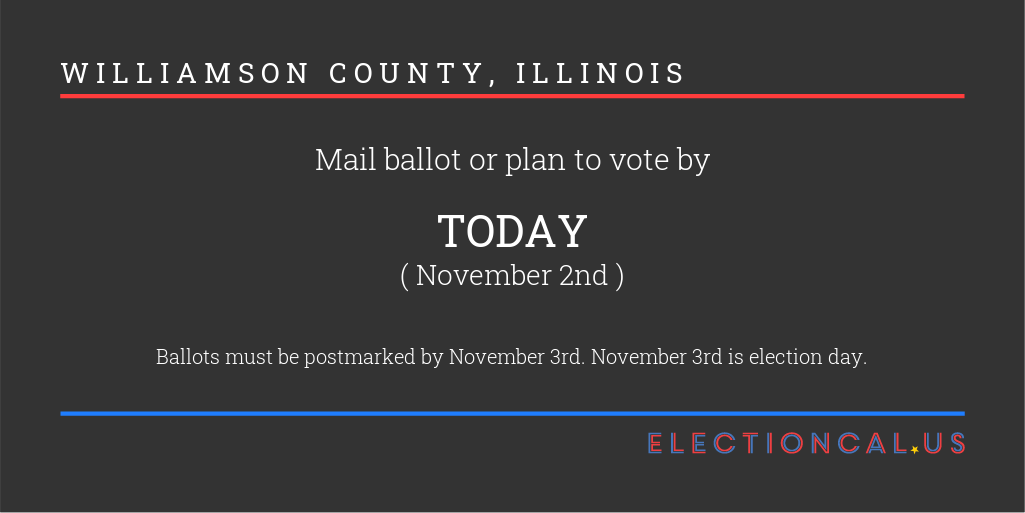 WILLIAMSON COUNTY, ILLINOIS
Mail ballot or plan to vote by
TODAY
( November 2nd )
Ballots must be postmarked by November 3rd. November 3rd is election day.
ELECTIONCAL.US